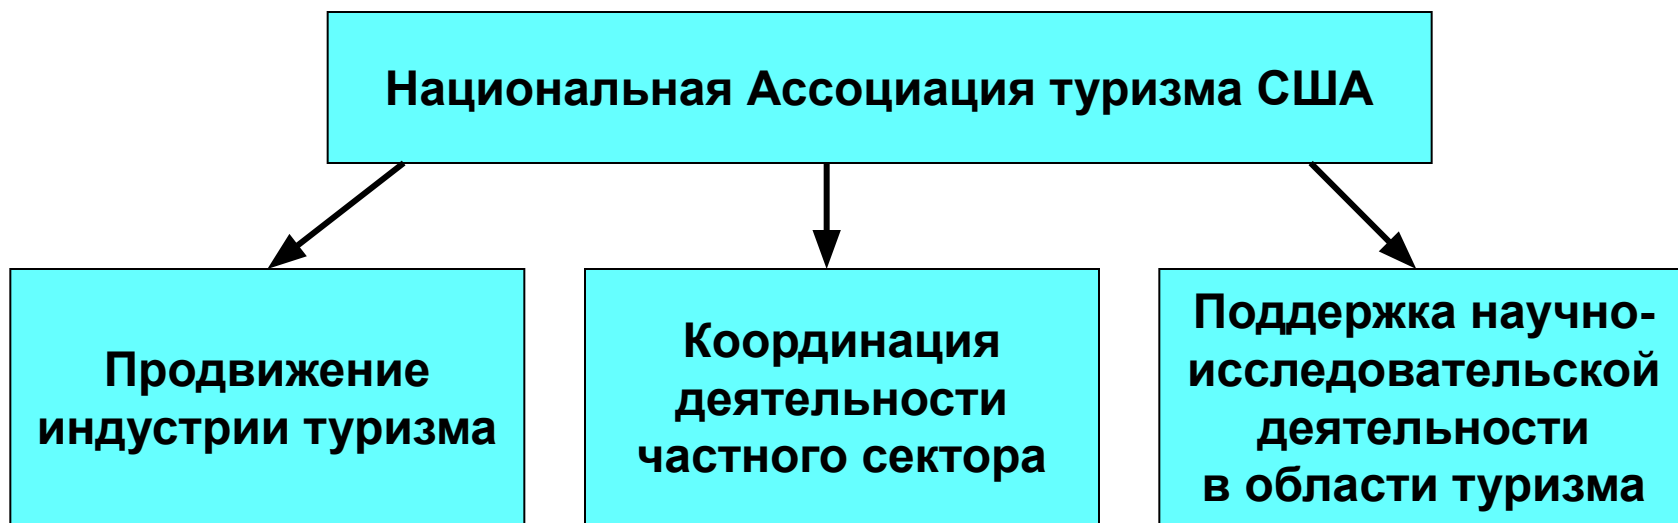 Национальная Ассоциация туризма США
Продвижение
индустрии туризма
Координация
деятельности
частного сектора
Поддержка научно-
исследовательской
деятельности
в области туризма